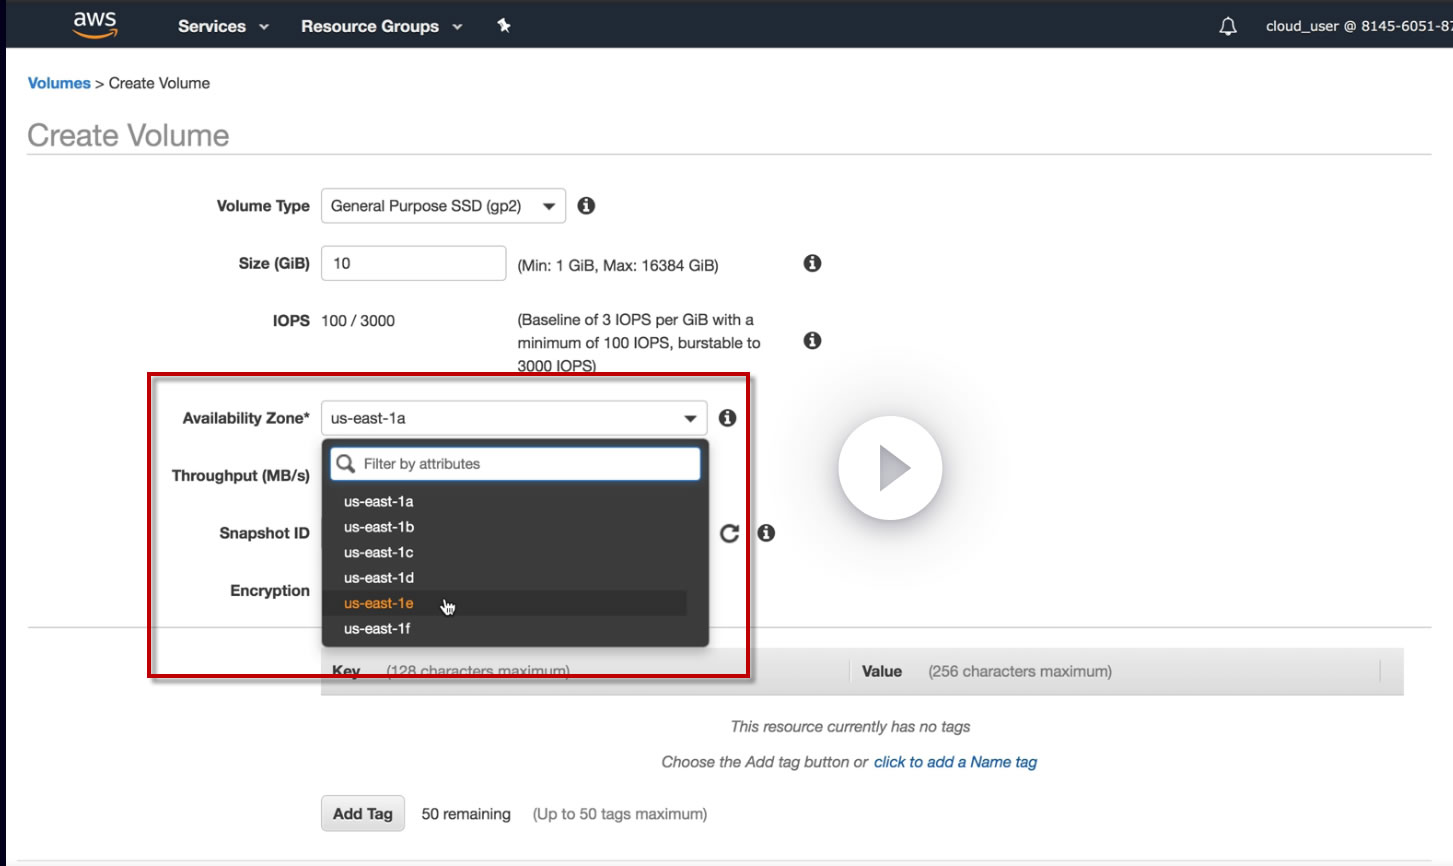 aws Services Resource Groups cloud_user @ 8145-6051-87
Volumes > Create Volume
Create Volume
Volume Type General Purpose SSD (gp2)
Size (GiB) 10 (Min: 1 GiB, Max: 16384 GiB)
IOPS 100 / 3000 (Baseline of 3 IOPS per GiB with a
minimum of 100 IOPS, burstable to
3000 IOPS)
Availability Zone* us-east-1a
Filter by attributes
Throughput (MB/s)
us-east-1a
us-east-1b
Snapshot ID
us-east-1c
us-east-1d
Encryption
us-east-1e
us-east-1f
Key (128 characters maximum) Value (256 characters maximum)
This resource currently has no tags
Choose the Add tag button or click to add a Name tag
Add Tag 50 remaining (Up to 50 tags maximum)